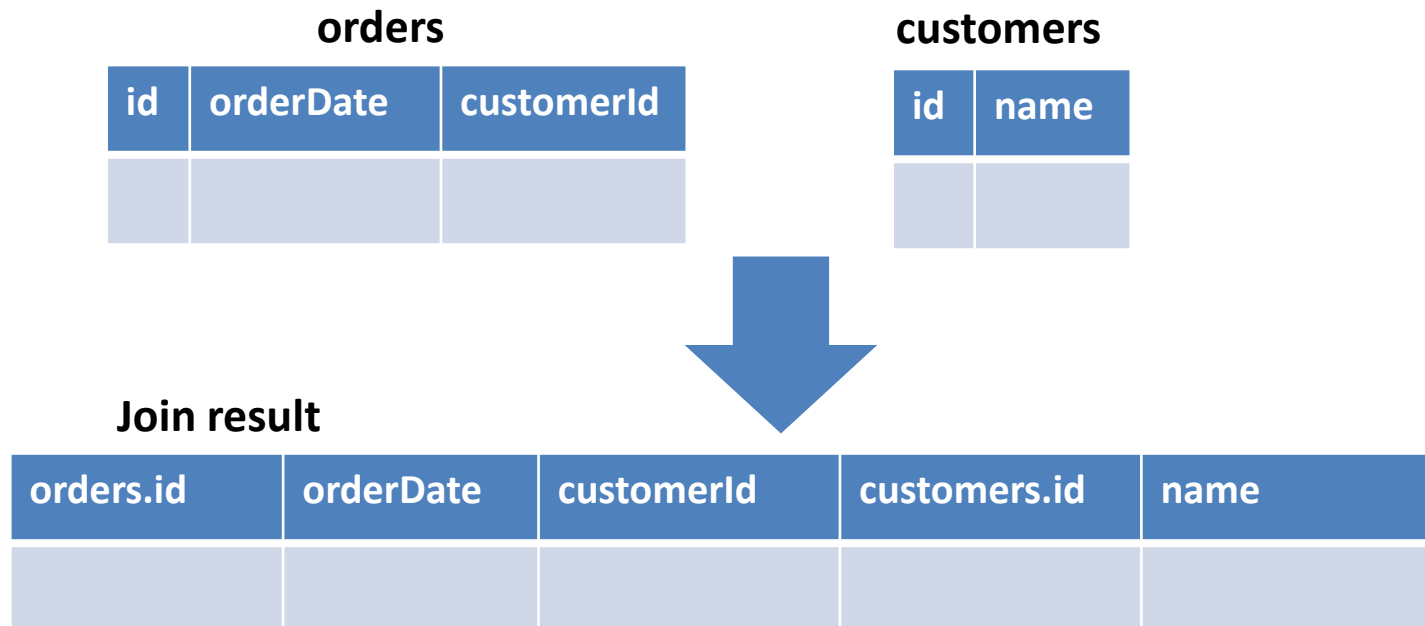 orders
customers
id orderDate customerId
id name
Join result
orders.id orderDate customerId customers.id name